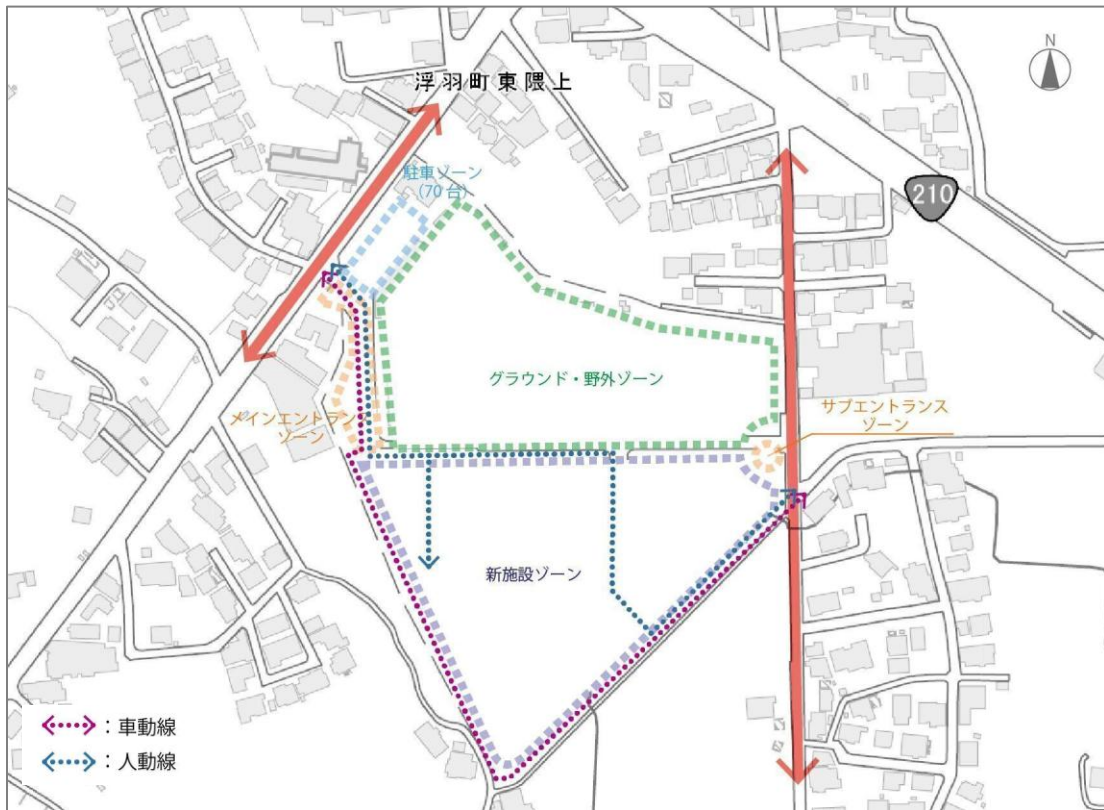 N
浮羽町東隈上
駐車ゾーン
(70台)
210
グラウンド・野外ゾーン
メインエントランス
ゾーン
サブエントランス
ゾーン
新施設ゾーン
：車動線
：人動線